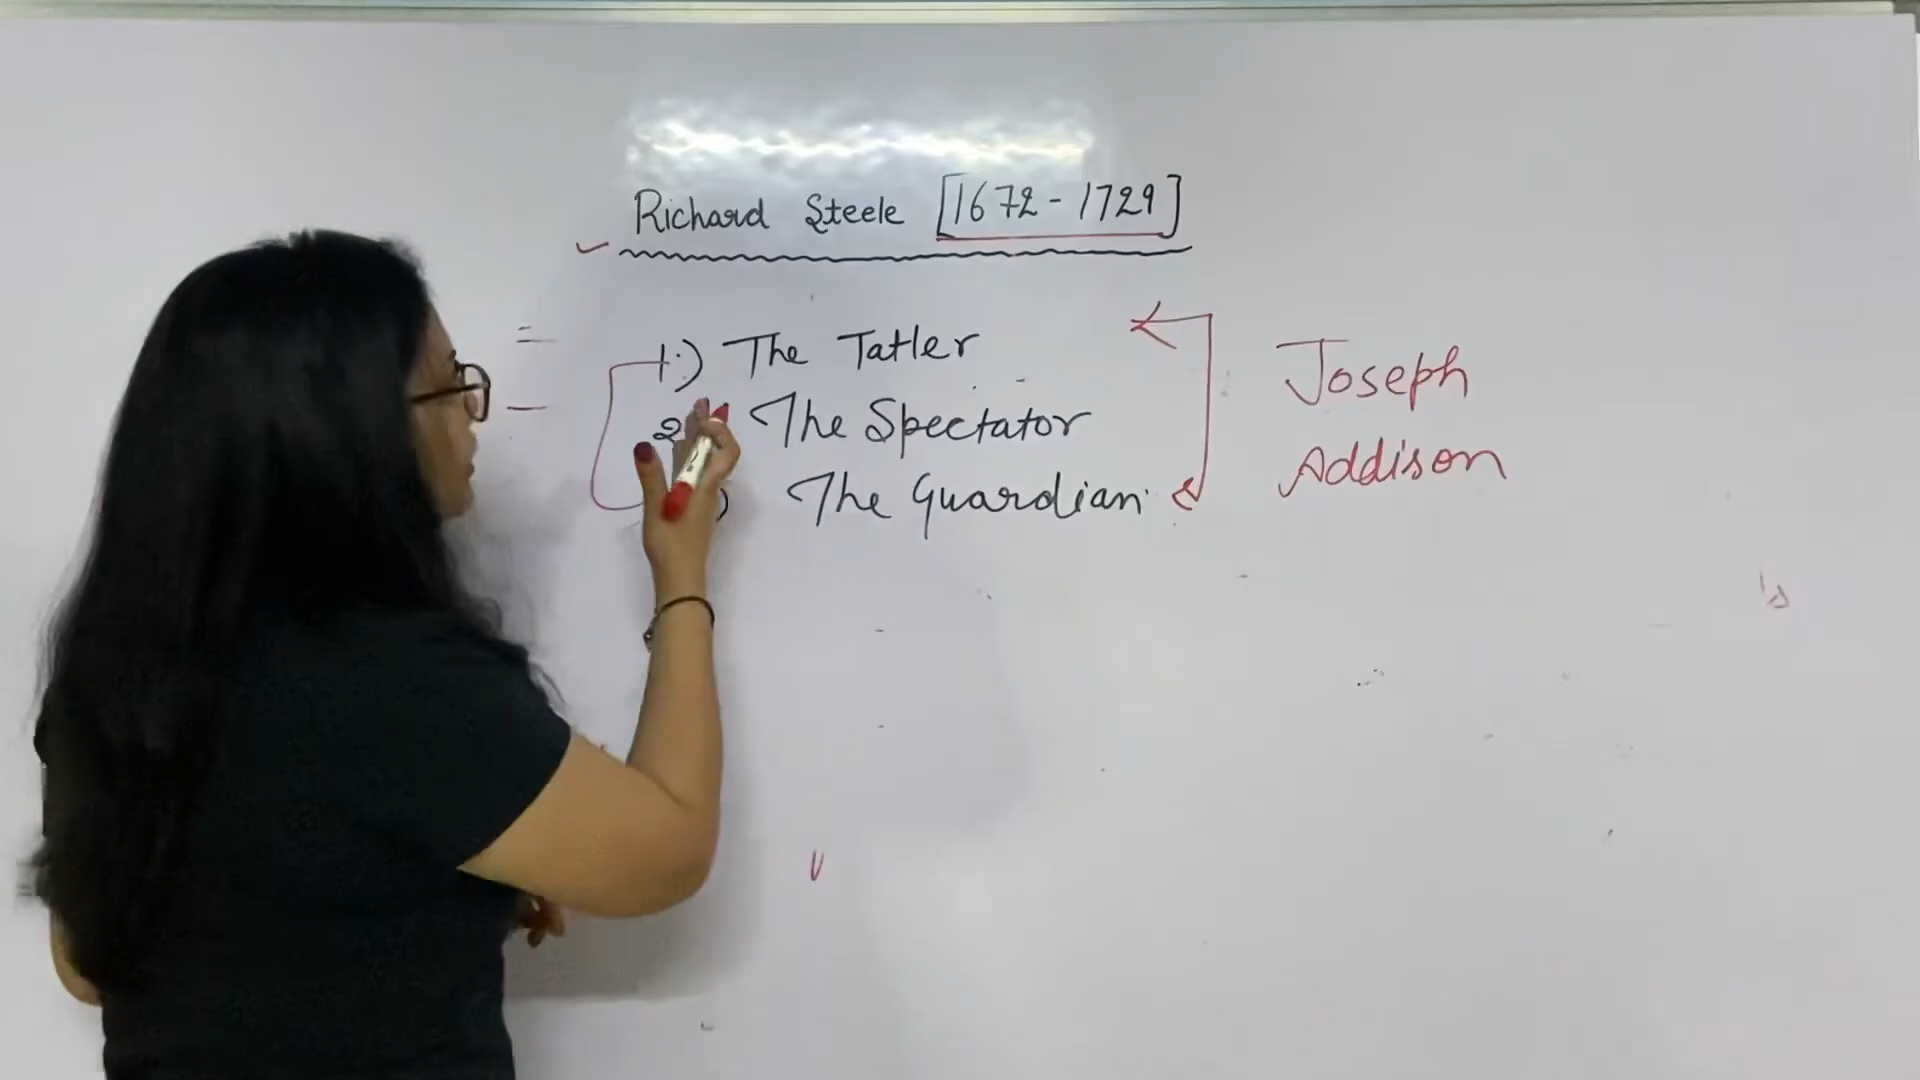 Richard Steele [1672-1729]
1.) The Tatler
2 The Spectator
) The Guardian.
Joseph
Addison
's